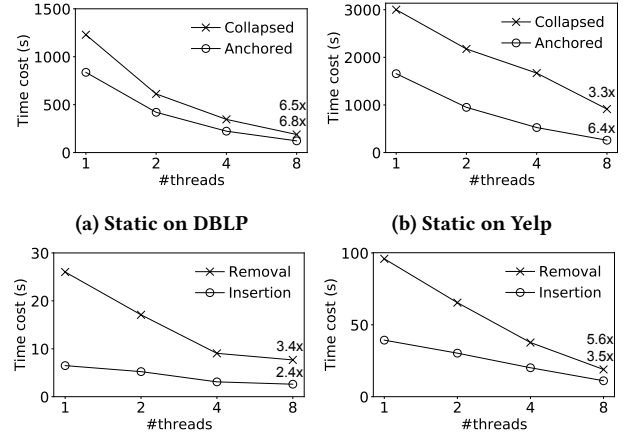 1500
1000
500
0
Time cost (s)
Collapsed
Anchored
6.5x
6.8x
1
2
4
8
#threads
(a) Static on DBLP
3000
2000
1000
0
Time cost (s)
Collapsed
Anchored
3.3x
6.4x
1
2
4
8
#threads
(b) Static on Yelp
30
20
10
0
Time cost (s)
Removal
Insertion
3.4x
2.4x
1
2
4
8
#threads
100
50
0
Time cost (s)
Removal
Insertion
5.6x
3.5x
1
2
4
8
#threads